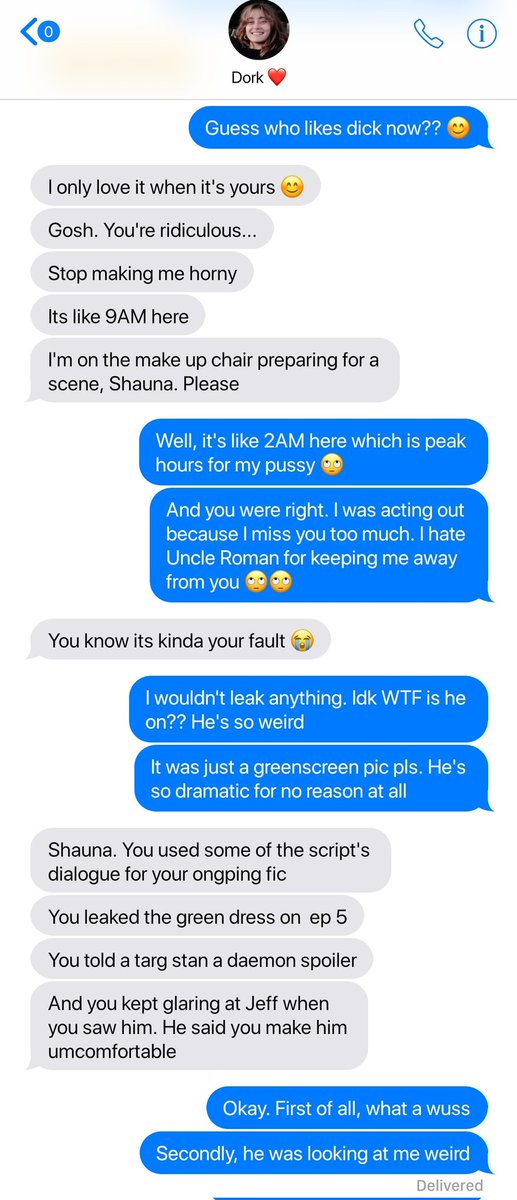 0
Dork ❤️
Guess who likes dick now?? 😊
I only love it when it's yours 😊
Gosh. You're ridiculous...
Stop making me horny
Its like 9AM here
I'm on the make up chair preparing for a
scene, Shauna. Please
Well, it's like 2AM here which is peak
hours for my pussy 🙄
And you were right. I was acting out
because I miss you too much. I hate
Uncle Roman for keeping me away
from you 🙄🙄
You know its kinda your fault 😭
I wouldn't leak anything. Idk WTF is he
on?? He's so weird
It was just a greenscreen pic pls. He's
so dramatic for no reason at all
Shauna. You used some of the script's
dialogue for your ongping fic
You leaked the green dress on ep 5
You told a targ stan a daemon spoiler
And you kept glaring at Jeff when
you saw him. He said you make him
umcomfortable
Okay. First of all, what a wuss
Secondly, he was looking at me weird
Delivered